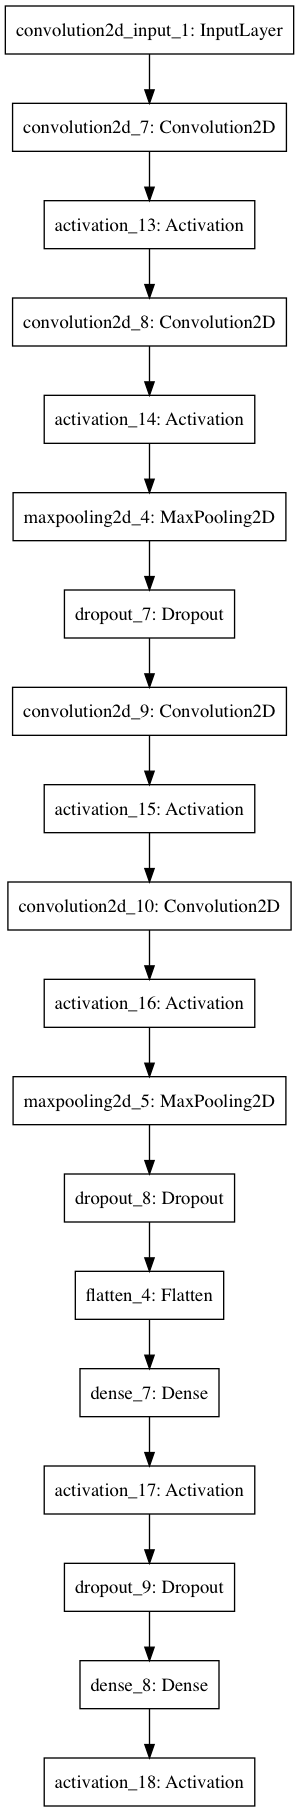 convolution2d_input_1: InputLayer
convolution2d_7: Convolution2D
activation_13: Activation
convolution2d_8: Convolution2D
activation_14: Activation
maxpooling2d_4: MaxPooling2D
dropout_7: Dropout
convolution2d_9: Convolution2D
activation_15: Activation
convolution2d_10: Convolution2D
activation_16: Activation
maxpooling2d_5: MaxPooling2D
dropout_8: Dropout
flatten_4: Flatten
dense_7: Dense
activation_17: Activation
dropout_9: Dropout
dense_8: Dense
activation_18: Activation